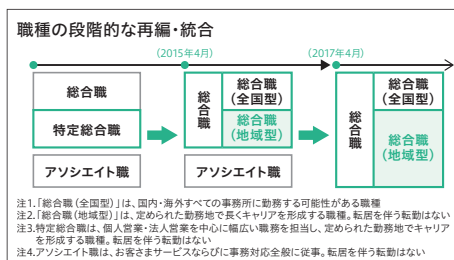 職種の段階的な再編・統合
（2015年4月）
（2017年4月）
総合職
特定総合職
アソシエイト職
総合職
総合職
（全国型）
総合職
（地域型）
アソシエイト職
総合職
総合職
（全国型）
総合職
（地域型）
注1.「総合職（全国型）」は、国内・海外すべての事務所に勤務する可能性がある職種
注2.「総合職（地域型）」は、定められた勤務地で長くキャリアを形成する職種。転居を伴う転勤はない
注3.特定総合職は、個人営業・法人営業を中心に幅広い職務を担当し、定められた勤務地でキャリア
を形成する職種。転居を伴う転勤はない
注4.アソシエイト職は、お客さまサービスならびに事務対応全般に従事。転居を伴う転勤はない